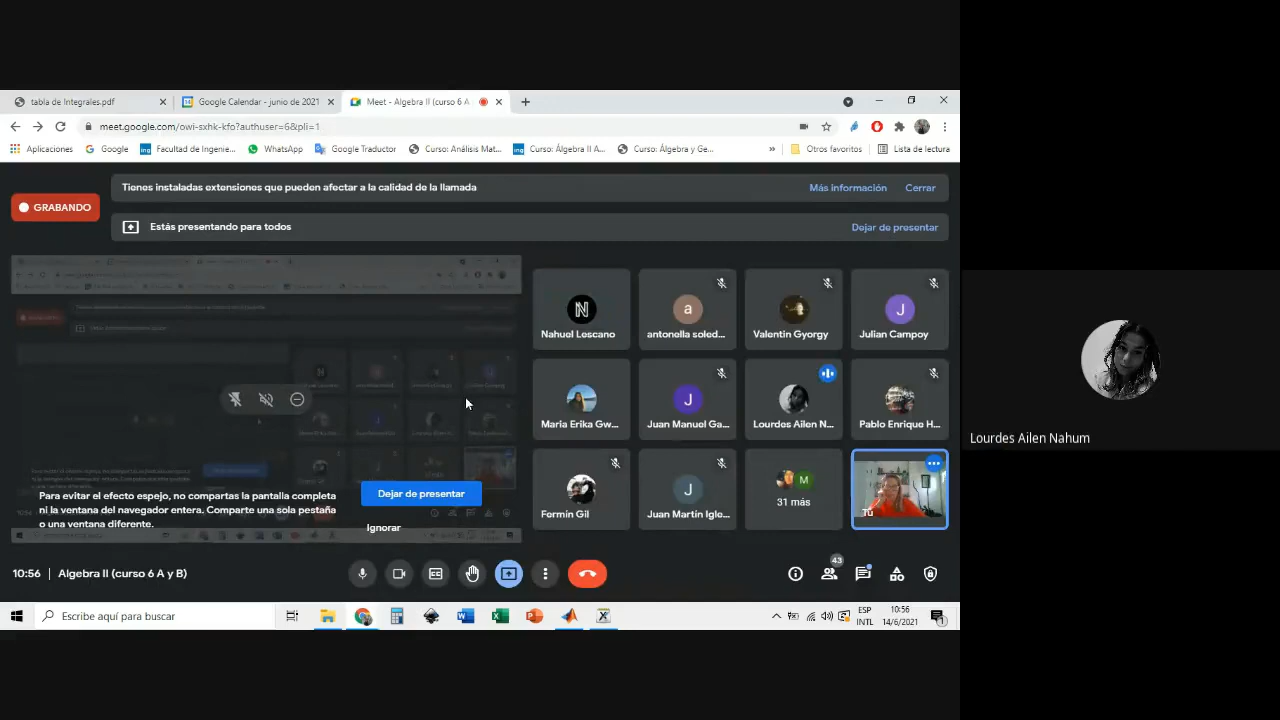 tabla de Integrales.pdf
Google Calendar - junio de 2021
Meet - Algebra II (curso 6 A
meet.google.com/owi-sxhk-kfo?authuser=6&pli=1
Aplicaciones
Google
Facultad de Ingenie...
WhatsApp
Google Traductor
Curso: Análisis Mat...
Curso: Álgebra II A...
Curso: Álgebra y Ge...
»
Otros favoritos
Lista de lectura
GRABANDO
Tienes instaladas extensiones que pueden afectar a la calidad de la llamada
Más información
Cerrar
Estás presentando para todos
Dejar de presentar
Nahuel Lescano
antonella soled...
Valentin Gyorgy
J
Julian Campoy
Maria Erika Gw...
J
Juan Manuel Ga...
Lourdes Ailen N...
Pablo Enrique H...
Fermín Gil
J
Juan Martín Igle...
M
31 más
Tú
Para evitar el efecto espejo, no compartas la pantalla completa
ni la ventana del navegador entera. Comparte una sola pestaña
o una ventana diferente.
Dejar de presentar
Ignorar
10:56 | Algebra II (curso 6 A y B)
43
Escribe aquí para buscar
ESP
INTL
10:56
14/6/2021
1
Lourdes Ailen Nahum